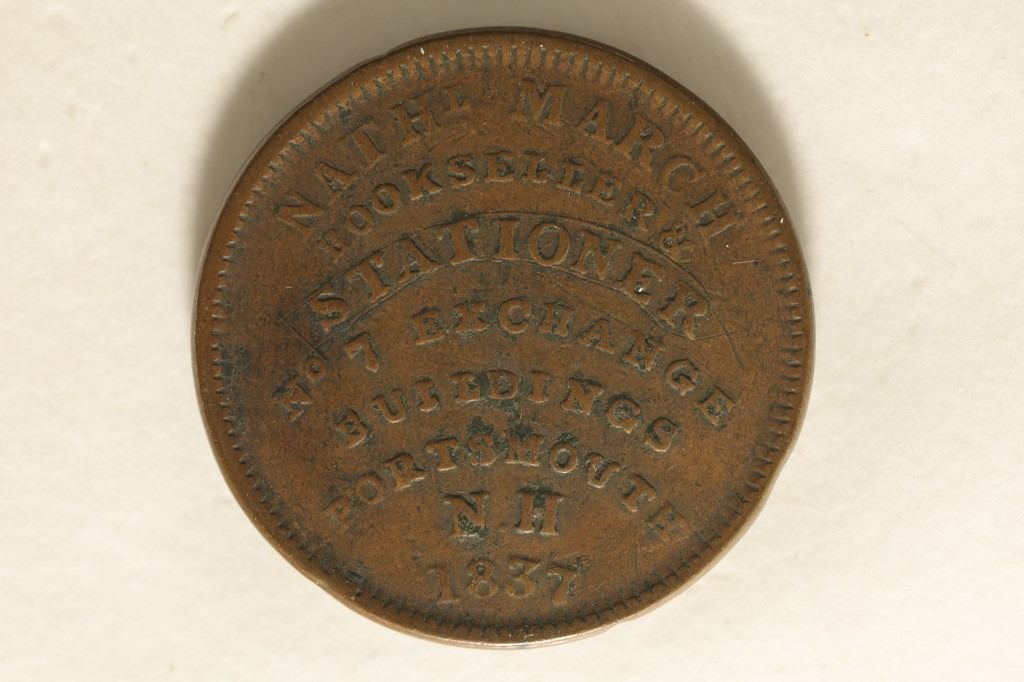 NATHL MARCH
BOOKSELLER &
STATIONER
No 7 EXCHANGE
BUILDINGS
PORTSMOUTH
N.H
1837